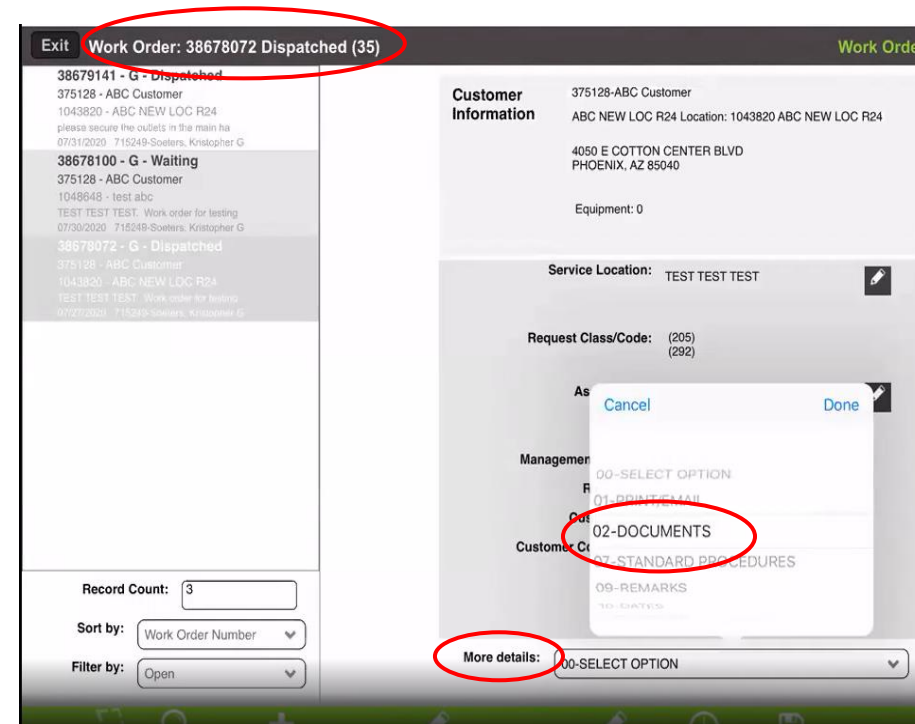 Exit Work Order: 38678072 Dispatched (35)
Work Orde
38679141 - G - Dispatched
375128 - ABC Customer
1043820 - ABC NEW LOC R24
please secure the outlets in the main ha
07/31/2020 715249-Soeters, Kristopher G
38678100 - G - Waiting
375128 - ABC Customer
1048648 - test abc
TEST TEST TEST. Work order for testing
07/30/2020 715249-Soeters, Kristopher G
38678072 - G - Dispatched
375128 - ABC Customer
1043820 - ABC NEW LOC R24
TEST TEST TEST. Work order for testing
07/27/2020 715249-Soeters, Kristopher G
Record Count: 3
Sort by: Work Order Number
Filter by: Open
Customer Information
375128-ABC Customer
ABC NEW LOC R24 Location: 1043820 ABC NEW LOC R24
4050 E COTTON CENTER BLVD
PHOENIX, AZ 85040
Equipment: 0
Service Location: TEST TEST TEST
Request Class/Code: (205)
(292)
As
Managemen
R
Cus
Customer Co
Cancel Done
00-SELECT OPTION
01-PRINT/EMAIL
02-DOCUMENTS
07-STANDARD PROCEDURES
09-REMARKS
More details: 00-SELECT OPTION